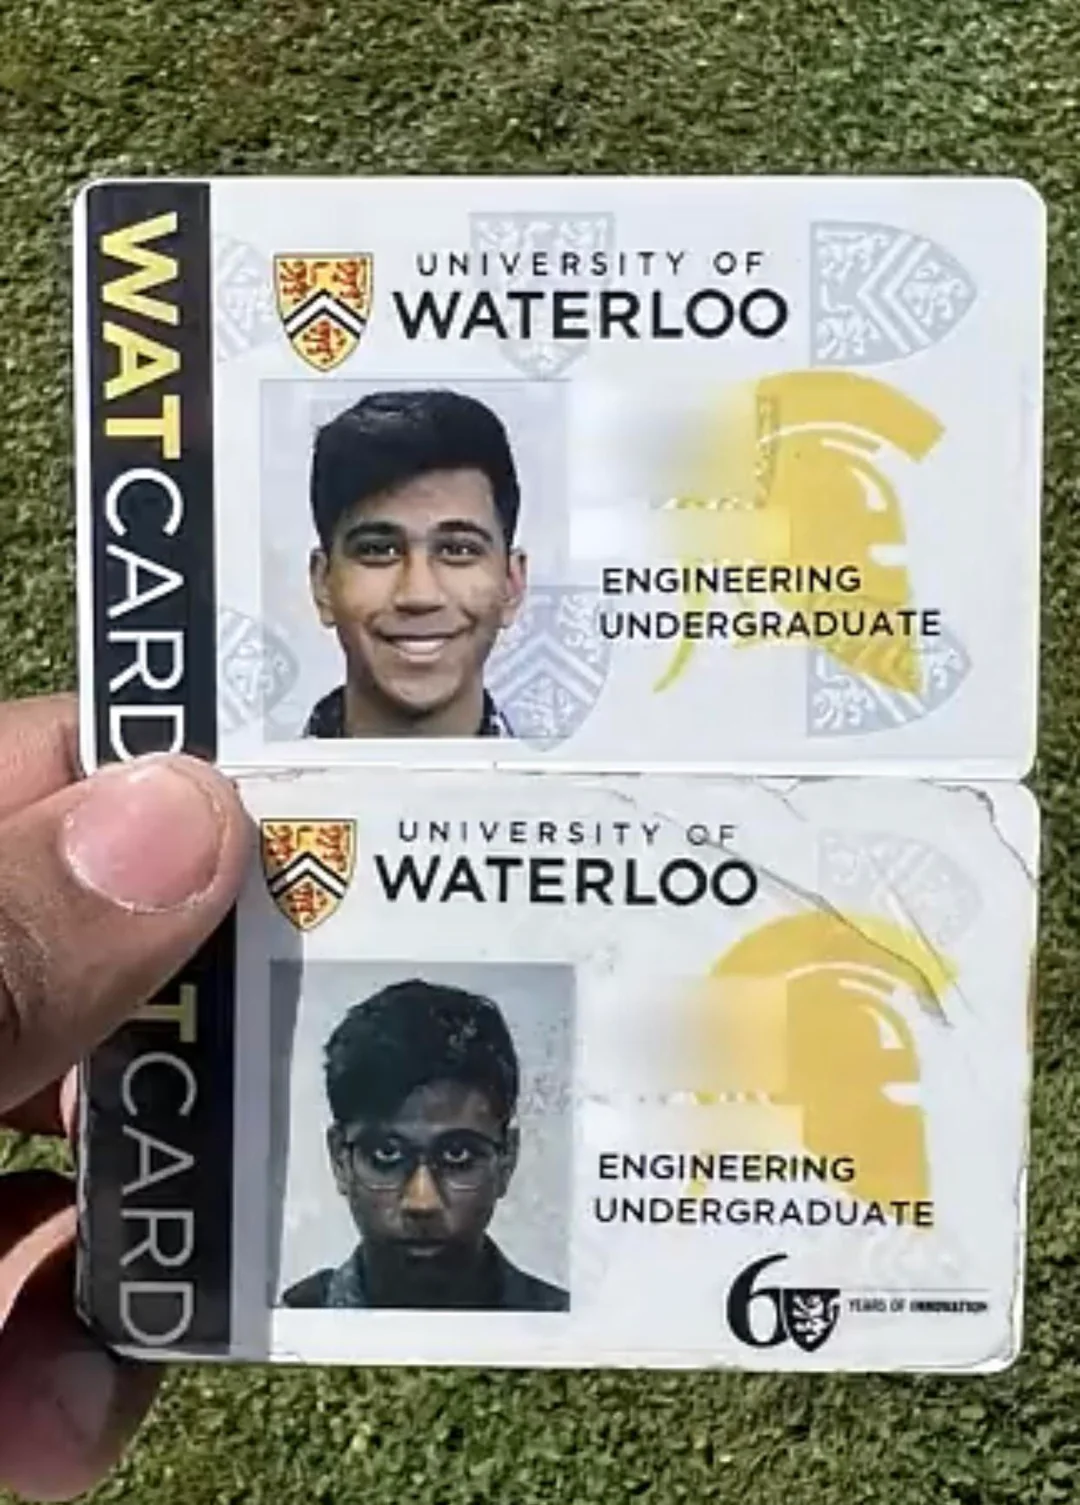 WATCARD
UNIVERSITY OF
WATERLOO
ENGINEERING
UNDERGRADUATE
TCARD
UNIVERSITY OF
WATERLOO
ENGINEERING
UNDERGRADUATE
60 YEARS OF INNOVATION